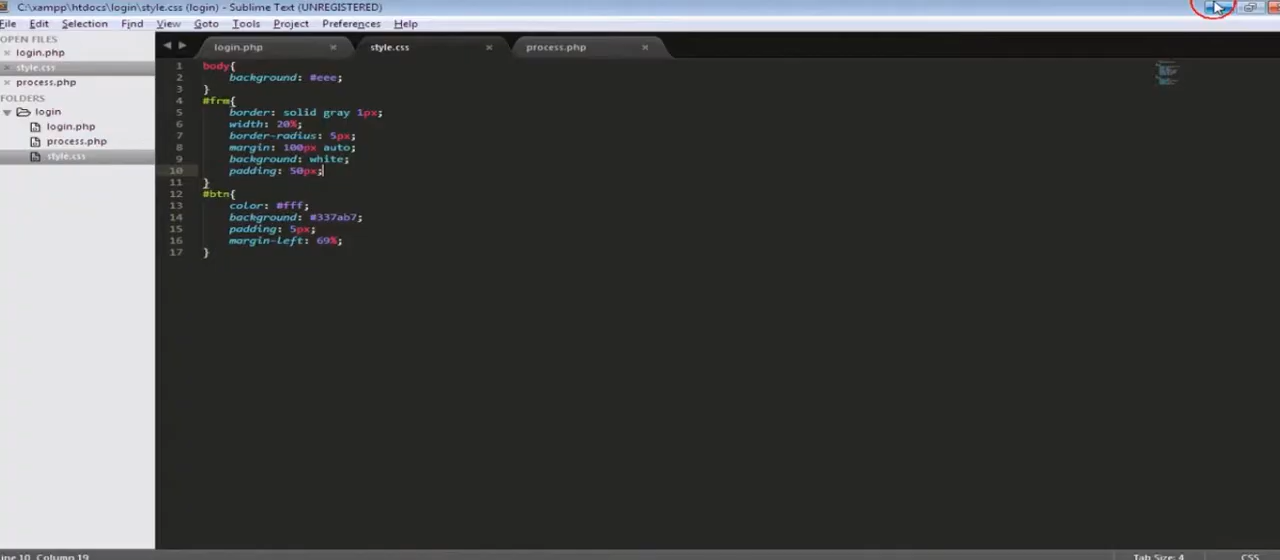 C:\xampp\htdocs\login\style.css (login) - Sublime Text (UNREGISTERED)
File Edit Selection Find View Goto Tools Project Preferences Help
OPEN FILES
login.php
style.css
process.php
FOLDERS
login
login.php
process.php
style.css
login.php style.css process.php
1 body{
2 background: #eee;
3 }
4 #frm{
5 border: solid gray 1px;
6 width: 20%;
7 border-radius: 5px;
8 margin: 100px auto;
9 background: white;
10 padding: 50px;
11 }
12 #btn{
13 color: #fff;
14 background: #337ab7;
15 padding: 5px;
16 margin-left: 69%;
17 }
Line 10, Column 19 Tab Size: 4 CSS